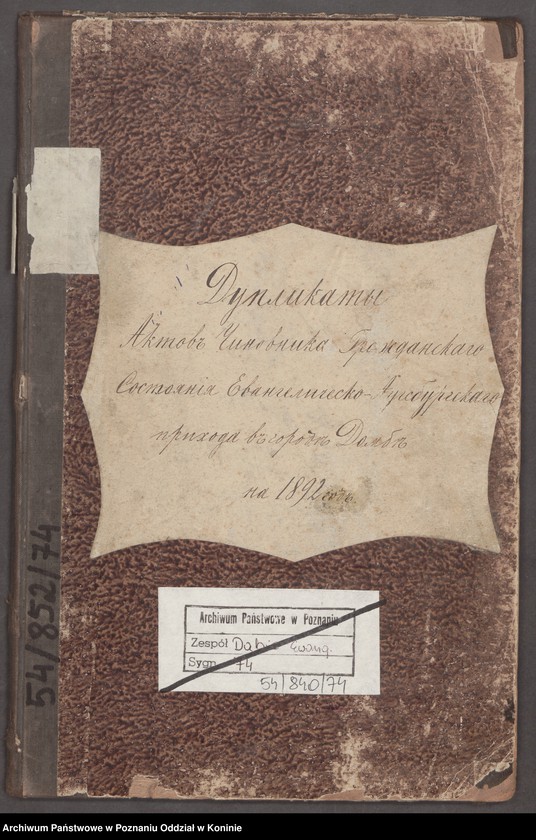 Дупликаты
Актовъ Чиновника Гражданскаго
Состоянія Евангелическо-Аугсбургскаго
прихода въ городѣ Домбѣ
на 1892 годъ.
54/852/74
Archiwum Państwowe w Poznaniu
Zespół Dąbie ewang.
Sygn. 74
54/840/74
Archiwum Państwowe w Poznaniu Oddział w Koninie